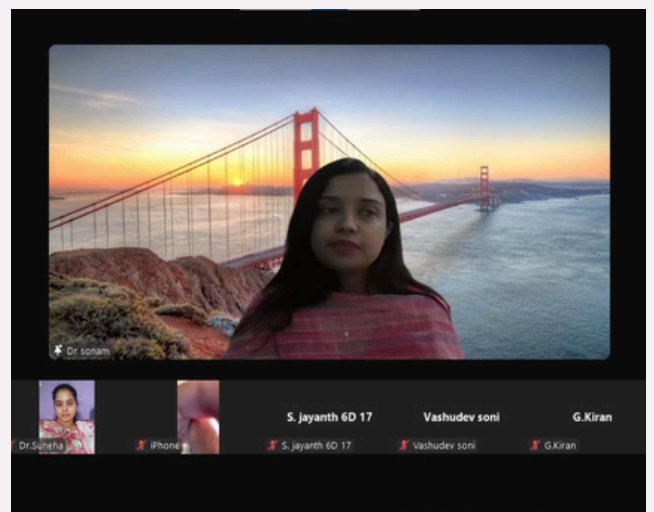 Dr sonam
S. jayanth 6D 17
Vashudev soni
G.Kiran
Dr.Suneha
iPhone
S. jayanth 6D 17
Vashudev soni
G.Kiran